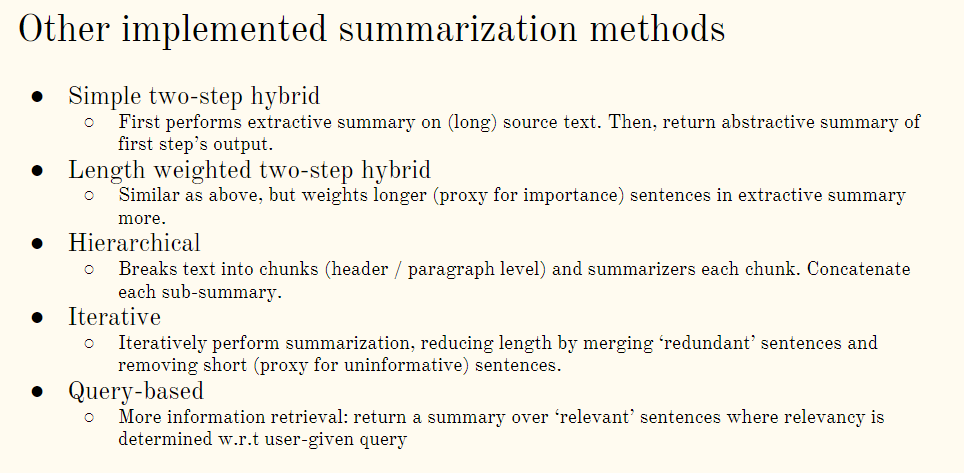 Other implemented summarization methods
● Simple two-step hybrid
○ First performs extractive summary on (long) source text. Then, return abstractive summary of
first step's output.
● Length weighted two-step hybrid
○ Similar as above, but weights longer (proxy for importance) sentences in extractive summary
more.
● Hierarchical
○ Breaks text into chunks (header / paragraph level) and summarizers each chunk. Concatenate
each sub-summary.
● Iterative
○ Iteratively perform summarization, reducing length by merging ‘redundant’ sentences and
removing short (proxy for uninformative) sentences.
● Query-based
○ More information retrieval: return a summary over ‘relevant’ sentences where relevancy is
determined w.r.t user-given query